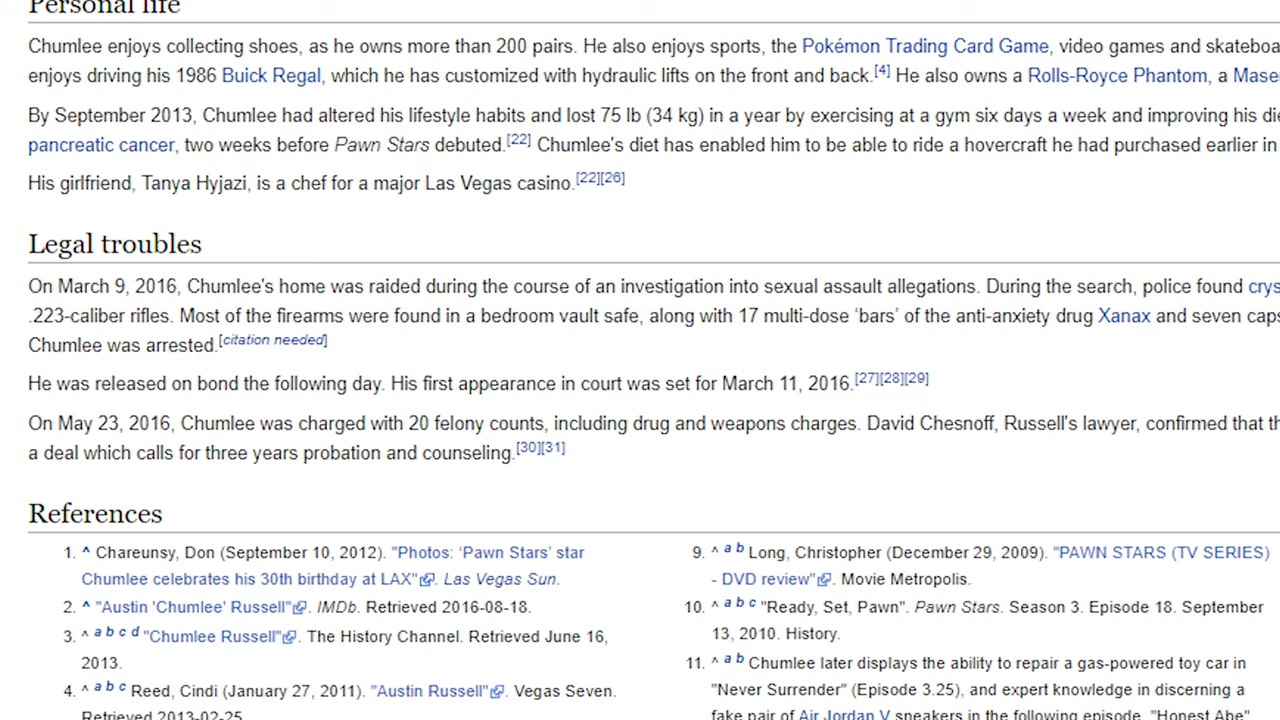 Personal life
Chumlee enjoys collecting shoes, as he owns more than 200 pairs. He also enjoys sports, the Pokémon Trading Card Game, video games and
enjoys driving his 1986 Buick Regal, which he has customized with hydraulic lifts on the front and back.[4] He also owns a Rolls-Royce Phantom, a
By September 2013, Chumlee had altered his lifestyle habits and lost 75 lb (34 kg) in a year by exercising at a gym six days a week and improving his
pancreatic cancer, two weeks before Pawn Stars debuted.[22] Chumlee's diet has enabled him to be able to ride a hovercraft he had purchased earlier in
His girlfriend, Tanya Hyjazi, is a chef for a major Las Vegas casino.[22][26]
Legal troubles
On March 9, 2016, Chumlee's home was raided during the course of an investigation into sexual assault allegations. During the search, police found
.223-caliber rifles. Most of the firearms were found in a bedroom vault safe, along with 17 multi-dose ‘bars’ of the anti-anxiety drug Xanax and seven
Chumlee was arrested.[citation needed]
He was released on bond the following day. His first appearance in court was set for March 11, 2016.[27][28][29]
On May 23, 2016, Chumlee was charged with 20 felony counts, including drug and weapons charges. David Chesnoff, Russell's lawyer, confirmed that
a deal which calls for three years probation and counseling.[30][31]
References
1. ^ Chareunsy, Don (September 10, 2012). "Photos: ‘Pawn Stars’ star
Chumlee celebrates his 30th birthday at LAX". Las Vegas Sun.
2. ^ "Austin 'Chumlee' Russell". IMDb. Retrieved 2016-08-18.
3. ^ a b c d "Chumlee Russell". The History Channel. Retrieved June 16,
2013.
4. ^ a b c Reed, Cindi (January 27, 2011). "Austin Russell". Vegas Seven.
Retrieved 2013-02-25.
9. ^ a b Long, Christopher (December 29, 2009). "PAWN STARS (TV SERIES)
- DVD review". Movie Metropolis.
10. ^ a b c "Ready, Set, Pawn". Pawn Stars. Season 3. Episode 18. September
13, 2010. History.
11. ^ a b Chumlee later displays the ability to repair a gas-powered toy car in
"Never Surrender" (Episode 3.25), and expert knowledge in discerning a
fake pair of Air Jordan V sneakers in the following episode, "Honest Abe"